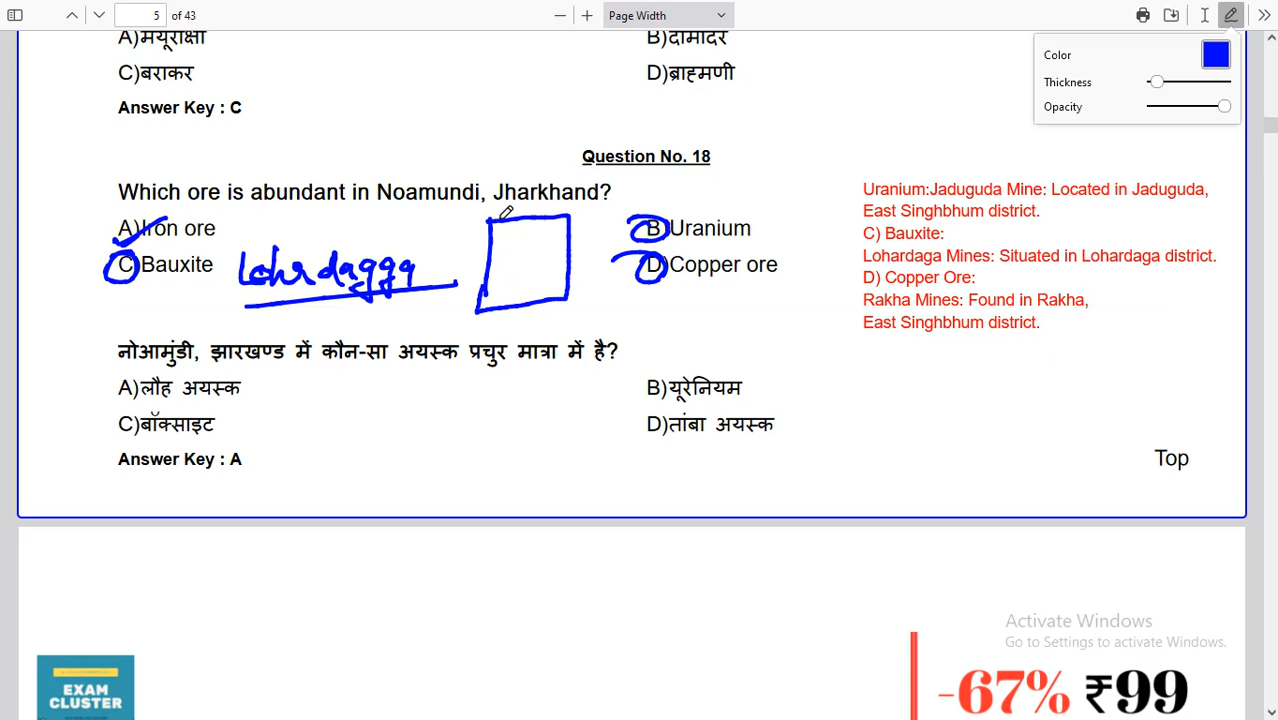 5 of 43
Page Width
A)मयूराक्षी
B)दामोदर
C)बराकर
D)ब्राह्मणी
Answer Key : C
Color
Thickness
Opacity
Question No. 18
Which ore is abundant in Noamundi, Jharkhand?
A)Iron ore
B)Uranium
C)Bauxite
Lohardagga
D)Copper ore
Uranium:Jaduguda Mine: Located in Jaduguda,
East Singhbhum district.
C) Bauxite:
Lohardaga Mines: Situated in Lohardaga district.
D) Copper Ore:
Rakha Mines: Found in Rakha,
East Singhbhum district.
नोआमुंडी, झारखण्ड में कौन-सा अयस्क प्रचुर मात्रा में है?
A)लौह अयस्क
B)यूरेनियम
C)बॉक्साइट
D)तांबा अयस्क
Answer Key : A
Top
Activate Windows
Go to Settings to activate Windows.
EXAM
CLUSTER
-67% ₹99